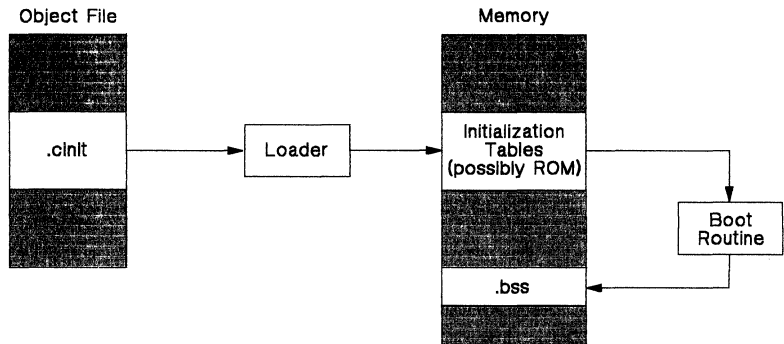 Object File
Memory
.cinit
Loader
Initialization
Tables
(possibly ROM)
Boot
Routine
.bss